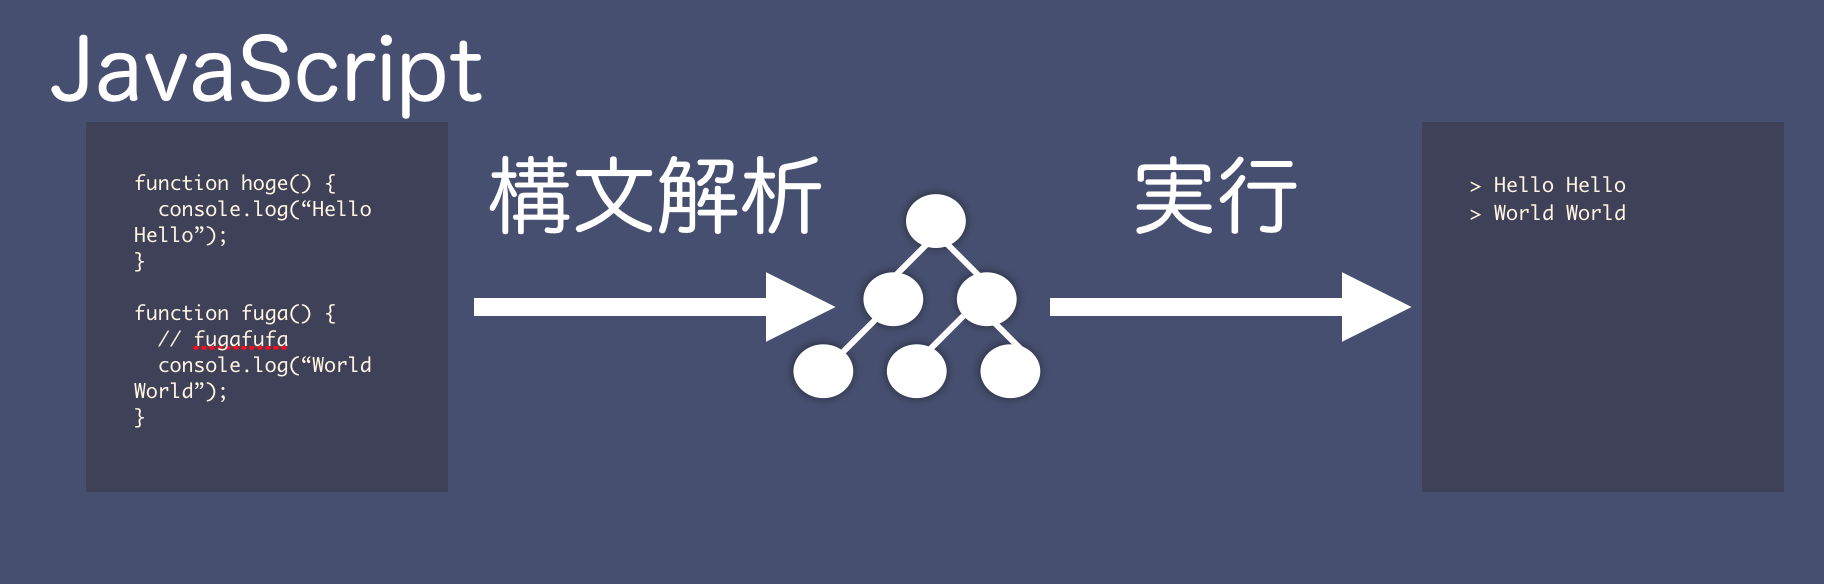 JavaScript
function hoge() {
  console.log(“Hello
Hello”);
}
function fuga() {
  // fugafufa
  console.log(“World
World”);
}
構文解析
実行
> Hello Hello
> World World